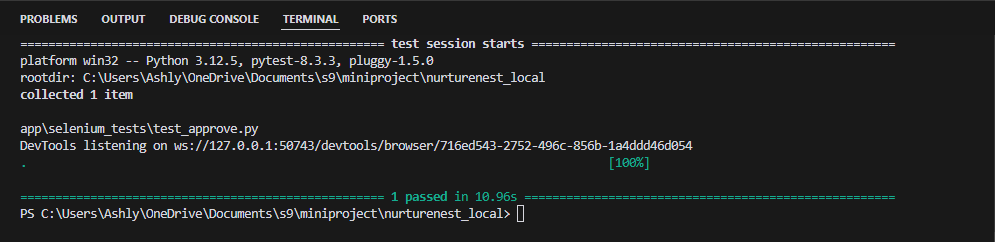 PROBLEMS OUTPUT DEBUG CONSOLE TERMINAL PORTS
==================================================== test session starts ====================================================
platform win32 -- Python 3.12.5, pytest-8.3.3, pluggy-1.5.0
rootdir: C:\Users\Ashly\OneDrive\Documents\s9\miniproject\nurturenest_local
collected 1 item
app\selenium_tests\test_approve.py
DevTools listening on ws://127.0.0.1:50743/devtools/browser/716ed543-2752-496c-856b-1a4ddd46d054
. [100%]
==================================================== 1 passed in 10.96s =====================================================
PS C:\Users\Ashly\OneDrive\Documents\s9\miniproject\nurturenest_local>